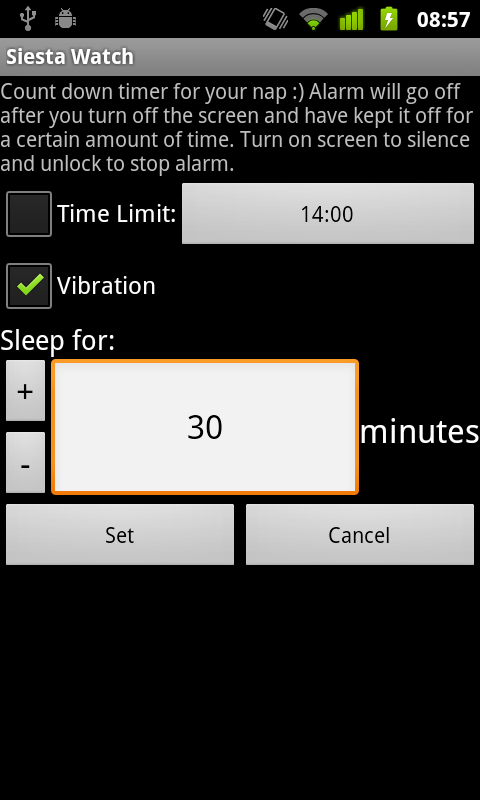 08:57
Siesta Watch
Count down timer for your nap :) Alarm will go off
after you turn off the screen and have kept it off for
a certain amount of time. Turn on screen to silence
and unlock to stop alarm.
Time Limit: 14:00
Vibration
Sleep for:
+
30 minutes
-
Set Cancel